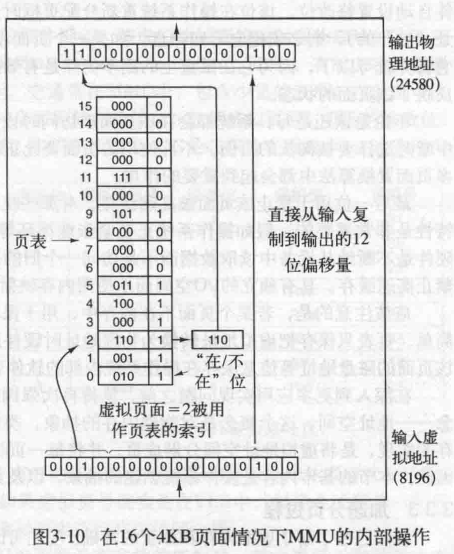 1 1 0 0 0 0 0 0 0 0 0 0 1 0 0
输出物
理地址
(24580)
15 000 0
14 000 0
13 000 0
12 000 0
11 111 1
10 000 0
9 101 1
8 000 0
7 000 0
6 000 0
5 011 1
4 100 1
3 000 1
2 110 1
1 001 1
0 010 1
页表
110
“在/不
在”位
直接从输入复
制到输出的12
位偏移量
虚拟页面=2被用
作页表的索引
0 0 1 0 0 0 0 0 0 0 0 0 0 1 0 0
输入虚
拟地址
(8196)
图3-10 在16个4KB页面情况下MMU的内部操作